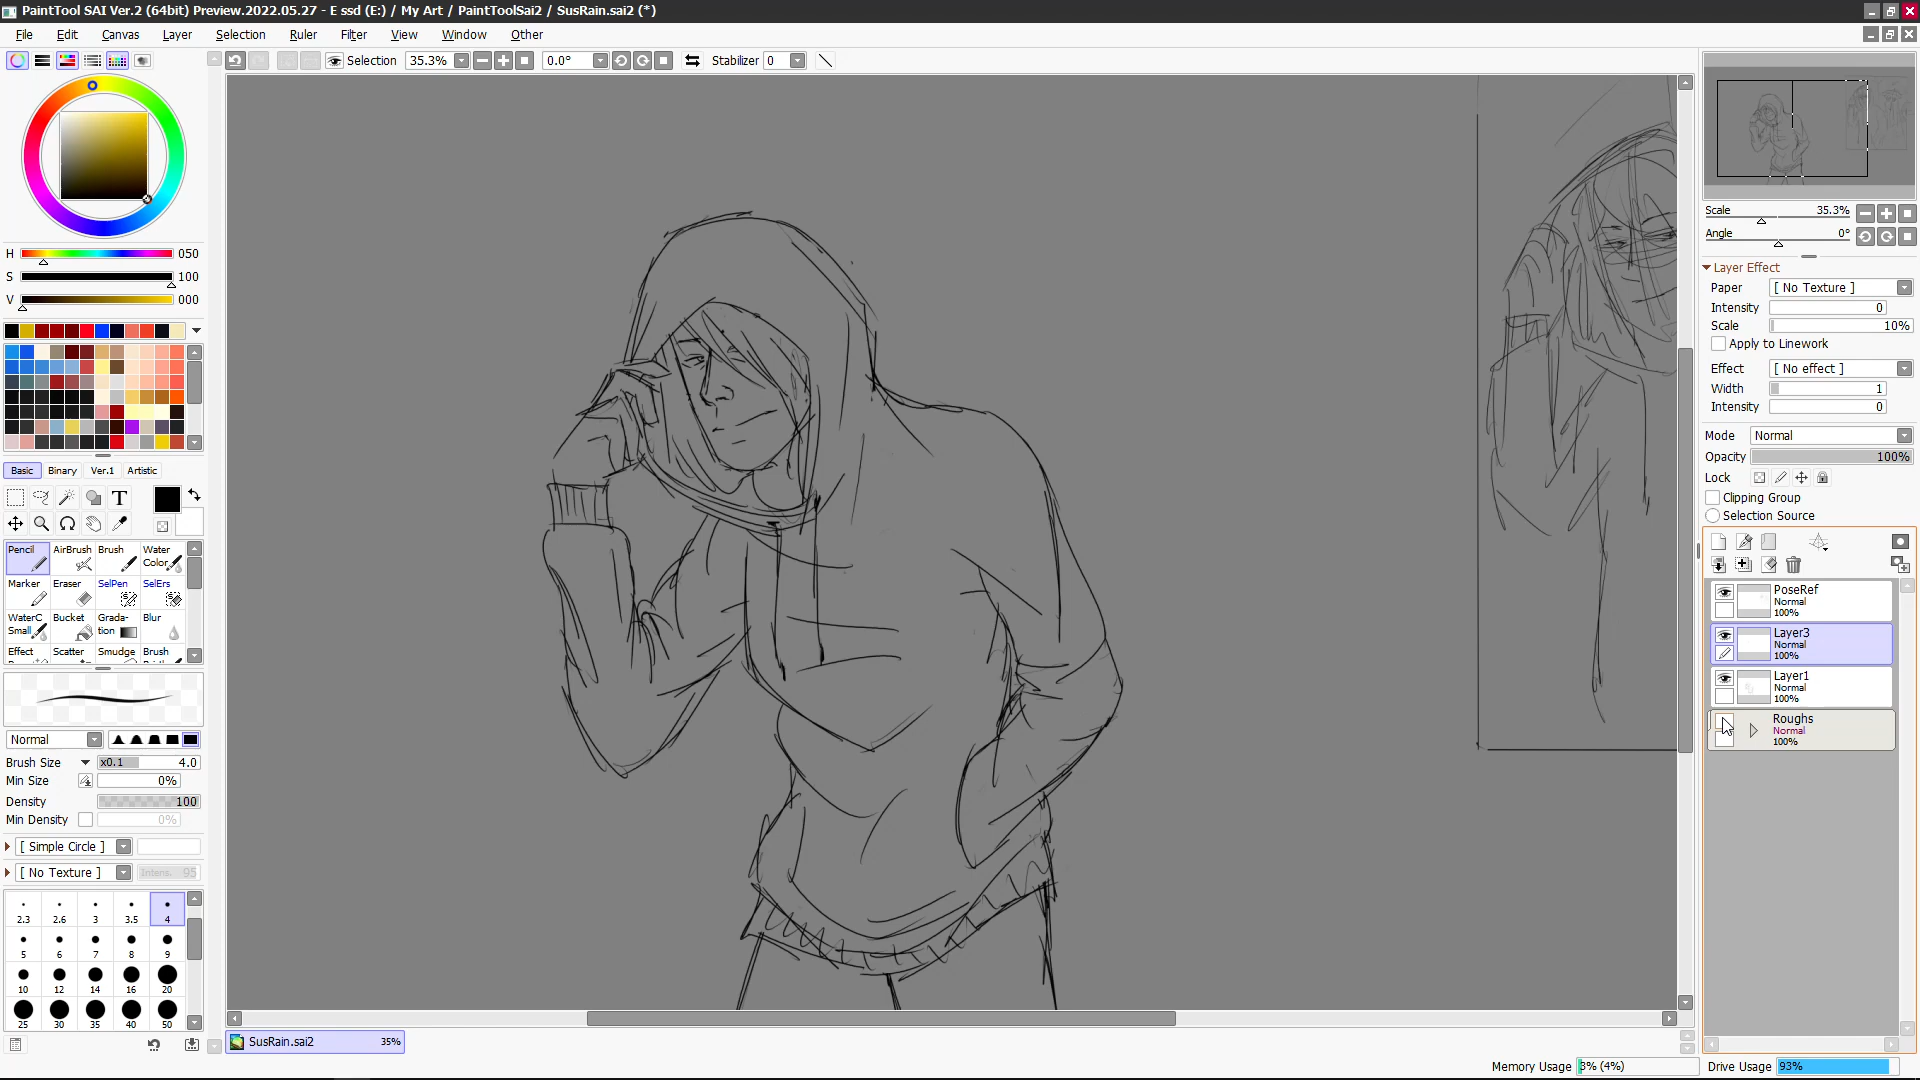 PaintTool SAI Ver.2 (64bit) Preview.2022.05.27 - E ssd (E:) / My Art / PaintToolSai2 / SusRain.sai2 (*)
File Edit Canvas Layer Selection Ruler Filter View Window Other
Selection 35.3% 0.0° Stabilizer 0
H 050
S 100
V 000
Basic Binary Ver.1 Artistic
T
Pencil AirBrush Brush Water Color
Marker Eraser SelPen SelErs
WaterC Small Bucket Grada-tion Blur
Effect Scatter Smudge Brush
Normal
Brush Size x0.1 4.0
Min Size 0%
Density 100
Min Density 0%
[ Simple Circle ]
[ No Texture ] Intens. 95
2.3 2.6 3 3.5 4
5 6 7 8 9
10 12 14 16 20
25 30 35 40 50
SusRain.sai2 35%
Scale 35.3%
Angle 0°
Layer Effect
Paper [ No Texture ]
Intensity 0
Scale 10%
Apply to Linework
Effect [ No effect ]
Width 1
Intensity 0
Mode Normal
Opacity 100%
Lock
Clipping Group
Selection Source
PoseRef
Normal
100%
Layer3
Normal
100%
Layer1
Normal
100%
Roughs
Normal
100%
Memory Usage 3% (4%) Drive Usage 93%